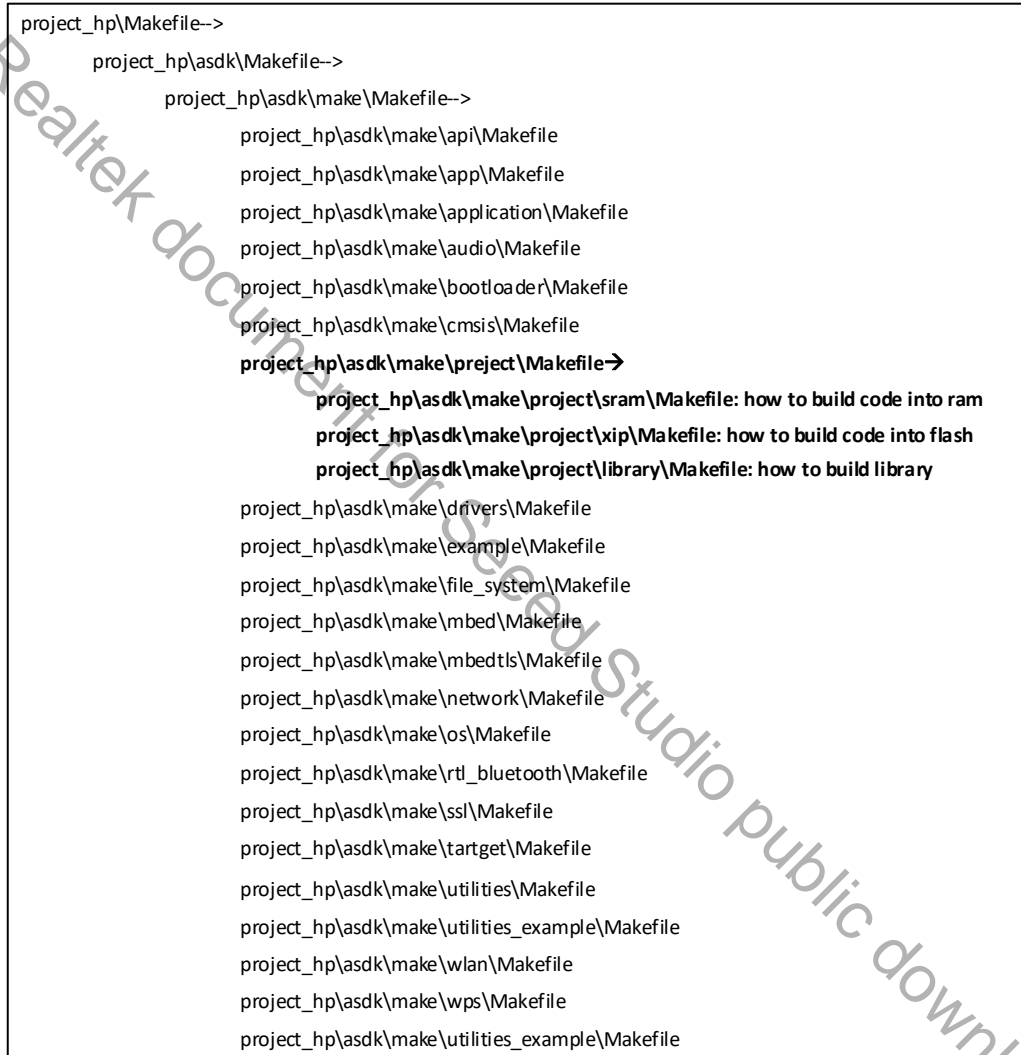 project_hp\Makefile-->
project_hp\asdk\Makefile-->
project_hp\asdk\make\Makefile-->
project_hp\asdk\make\api\Makefile
project_hp\asdk\make\app\Makefile
project_hp\asdk\make\application\Makefile
project_hp\asdk\make\audio\Makefile
project_hp\asdk\make\bootloader\Makefile
project_hp\asdk\make\cmsis\Makefile
project_hp\asdk\make\preject\Makefile→
project_hp\asdk\make\project\sram\Makefile: how to build code into ram
project_hp\asdk\make\project\xip\Makefile: how to build code into flash
project_hp\asdk\make\project\library\Makefile: how to build library
project_hp\asdk\make\drivers\Makefile
project_hp\asdk\make\example\Makefile
project_hp\asdk\make\file_system\Makefile
project_hp\asdk\make\mbed\Makefile
project_hp\asdk\make\mbedtls\Makefile
project_hp\asdk\make\network\Makefile
project_hp\asdk\make\os\Makefile
project_hp\asdk\make\rtl_bluetooth\Makefile
project_hp\asdk\make\ssl\Makefile
project_hp\asdk\make\tartget\Makefile
project_hp\asdk\make\utilities\Makefile
project_hp\asdk\make\utilities_example\Makefile
project_hp\asdk\make\wlan\Makefile
project_hp\asdk\make\wps\Makefile
project_hp\asdk\make\utilities_example\Makefile
Realtek document for Seeed Studio public downl